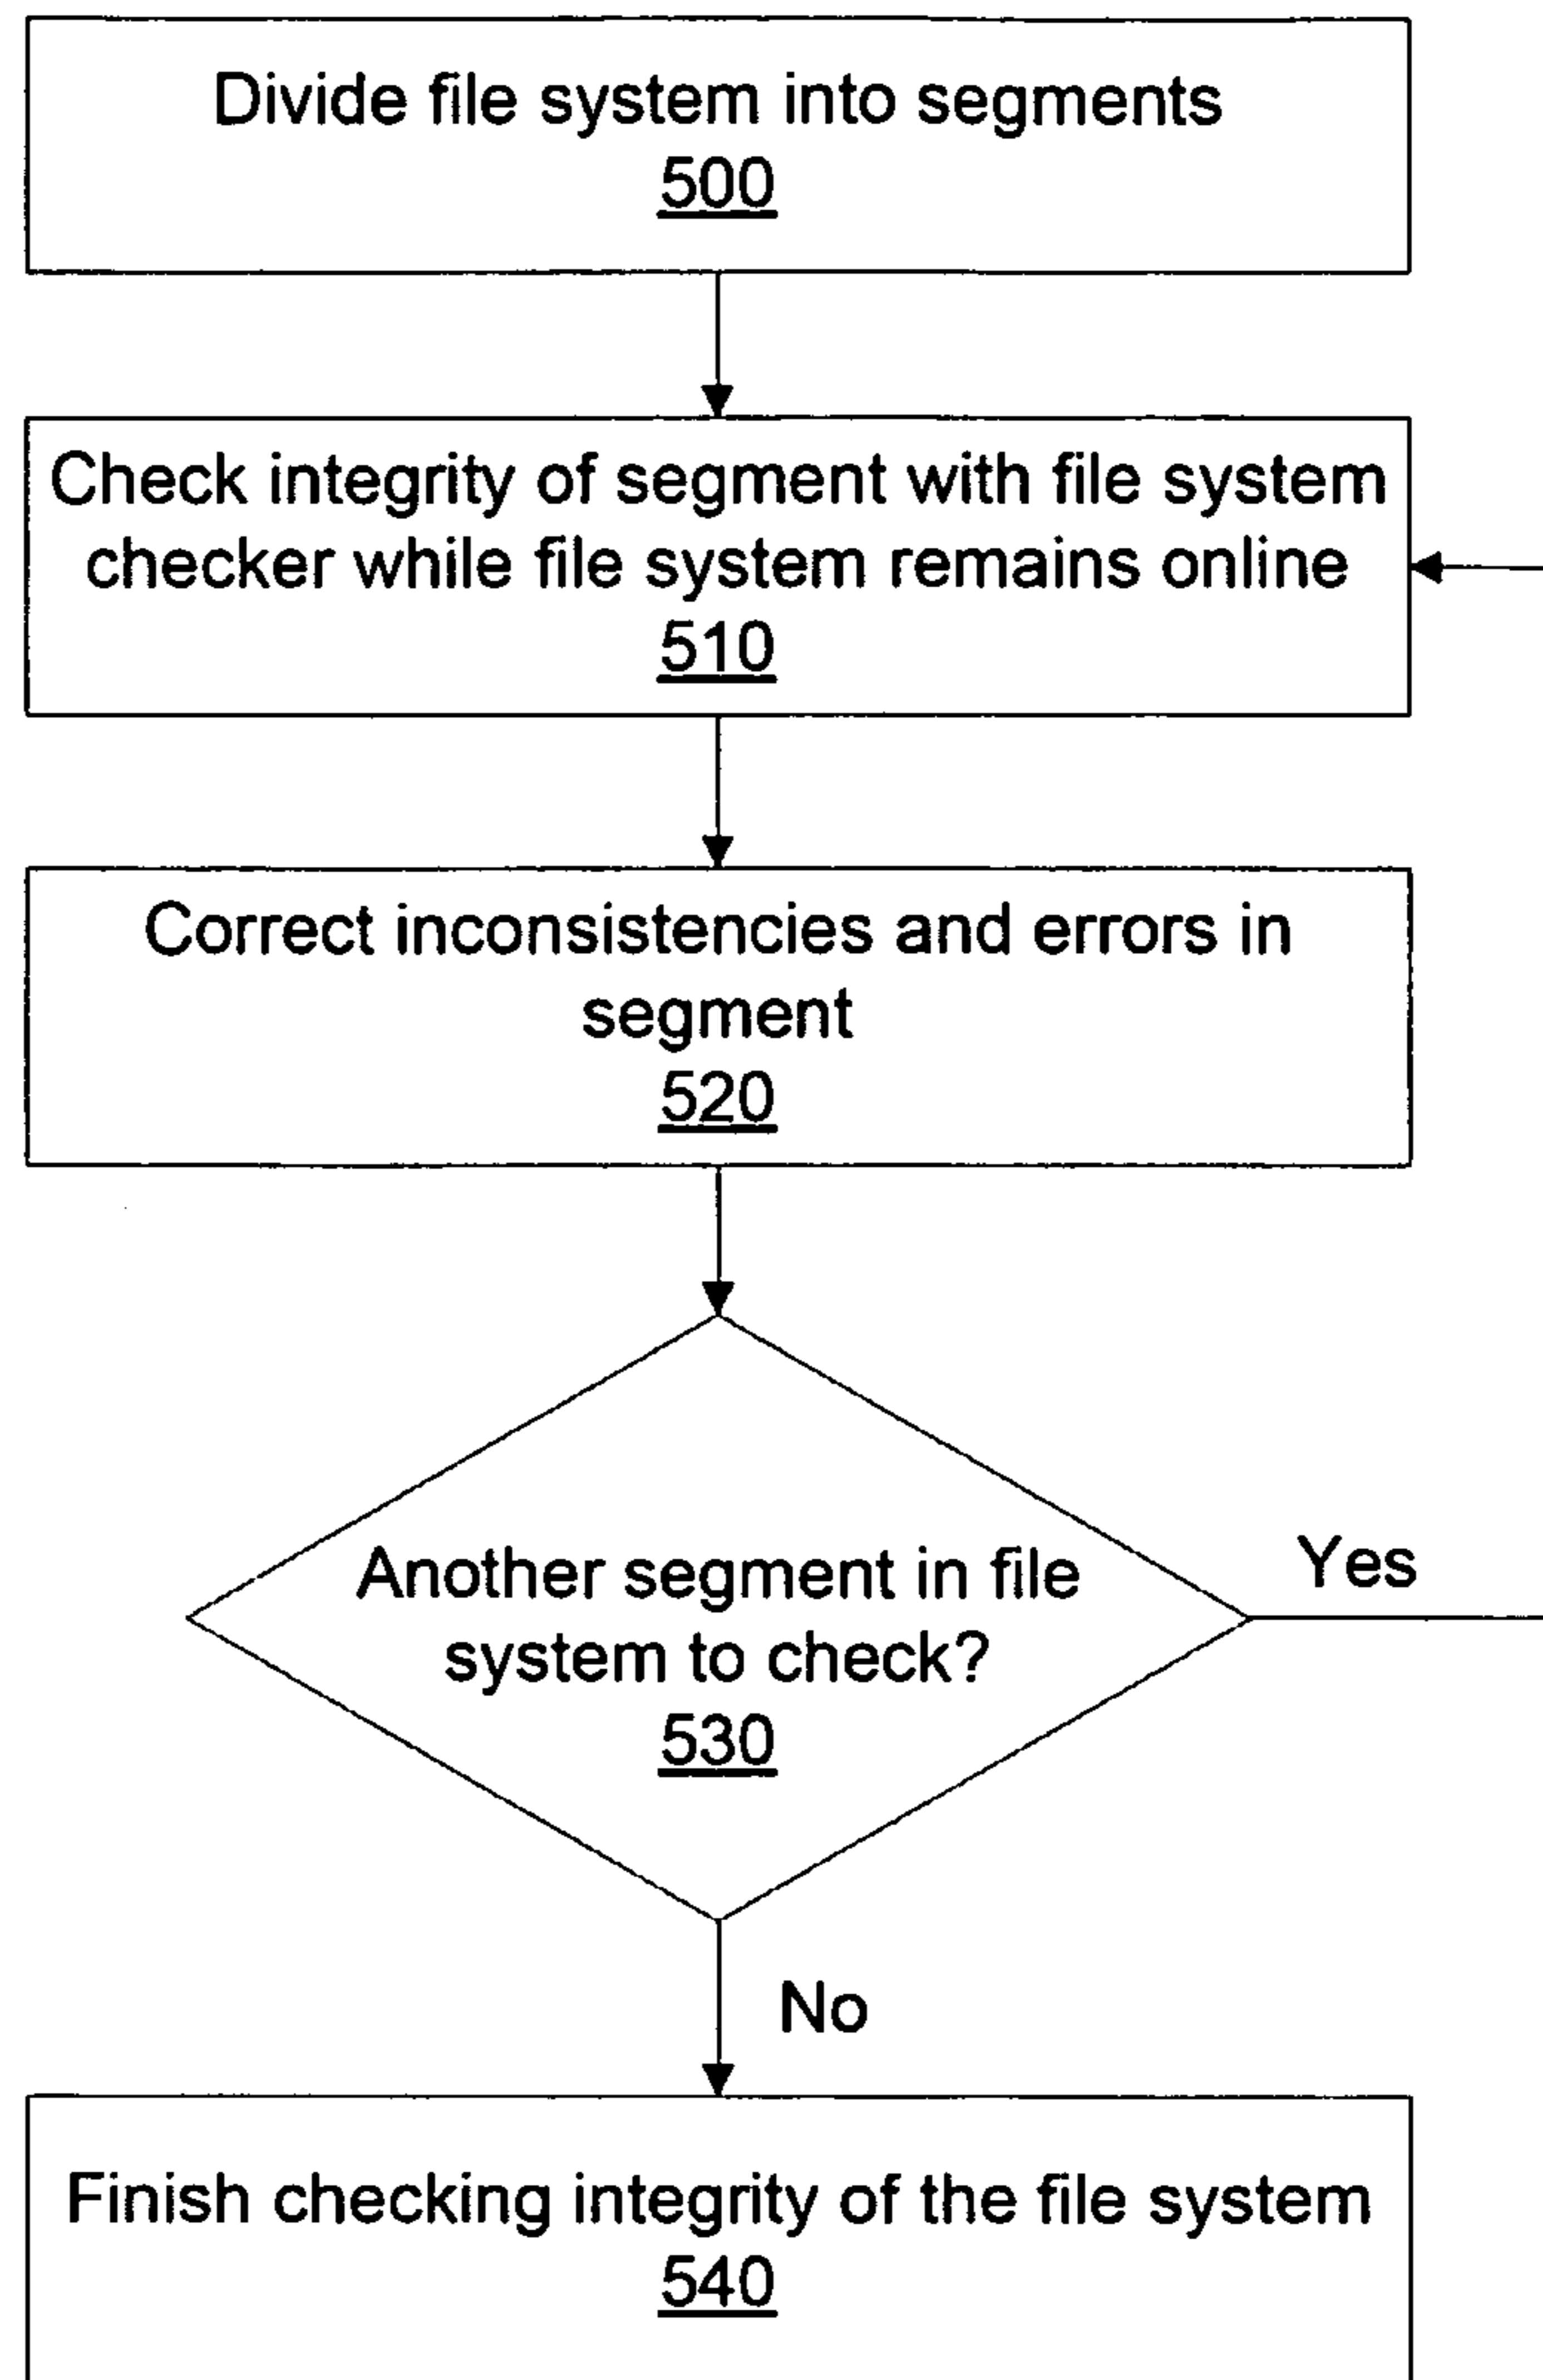 Divide file system into segments
500
Check integrity of segment with file system
checker while file system remains online
510
Correct inconsistencies and errors in
segment
520
Another segment in file
system to check?
530
Yes
No
Finish checking integrity of the file system
540